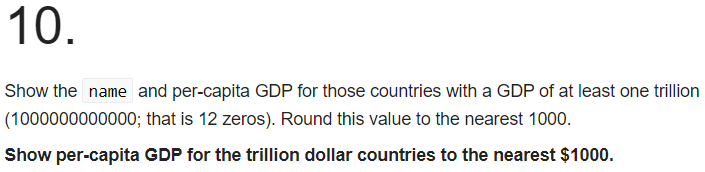 10.
Show the name and per-capita GDP for those countries with a GDP of at least one trillion
(1000000000000; that is 12 zeros). Round this value to the nearest 1000.
Show per-capita GDP for the trillion dollar countries to the nearest $1000.